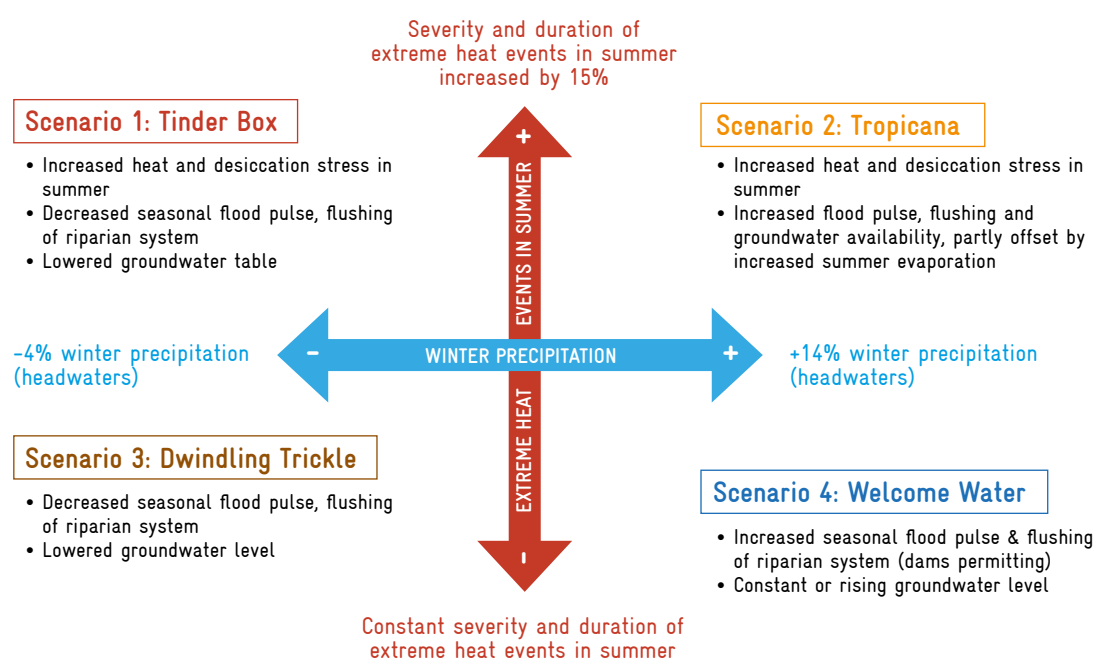 Severity and duration of
extreme heat events in summer
increased by 15%
Scenario 1: Tinder Box
• Increased heat and desiccation stress in
summer
• Decreased seasonal flood pulse, flushing
of riparian system
• Lowered groundwater table
Scenario 2: Tropicana
• Increased heat and desiccation stress in
summer
• Increased flood pulse, flushing and
groundwater availability, partly offset by
increased summer evaporation
+
EXTREME HEAT EVENTS IN SUMMER
-
-4% winter precipitation
(headwaters)
- WINTER PRECIPITATION +
+14% winter precipitation
(headwaters)
Scenario 3: Dwindling Trickle
• Decreased seasonal flood pulse, flushing
of riparian system
• Lowered groundwater level
Scenario 4: Welcome Water
• Increased seasonal flood pulse & flushing
of riparian system (dams permitting)
• Constant or rising groundwater level
Constant severity and duration of
extreme heat events in summer